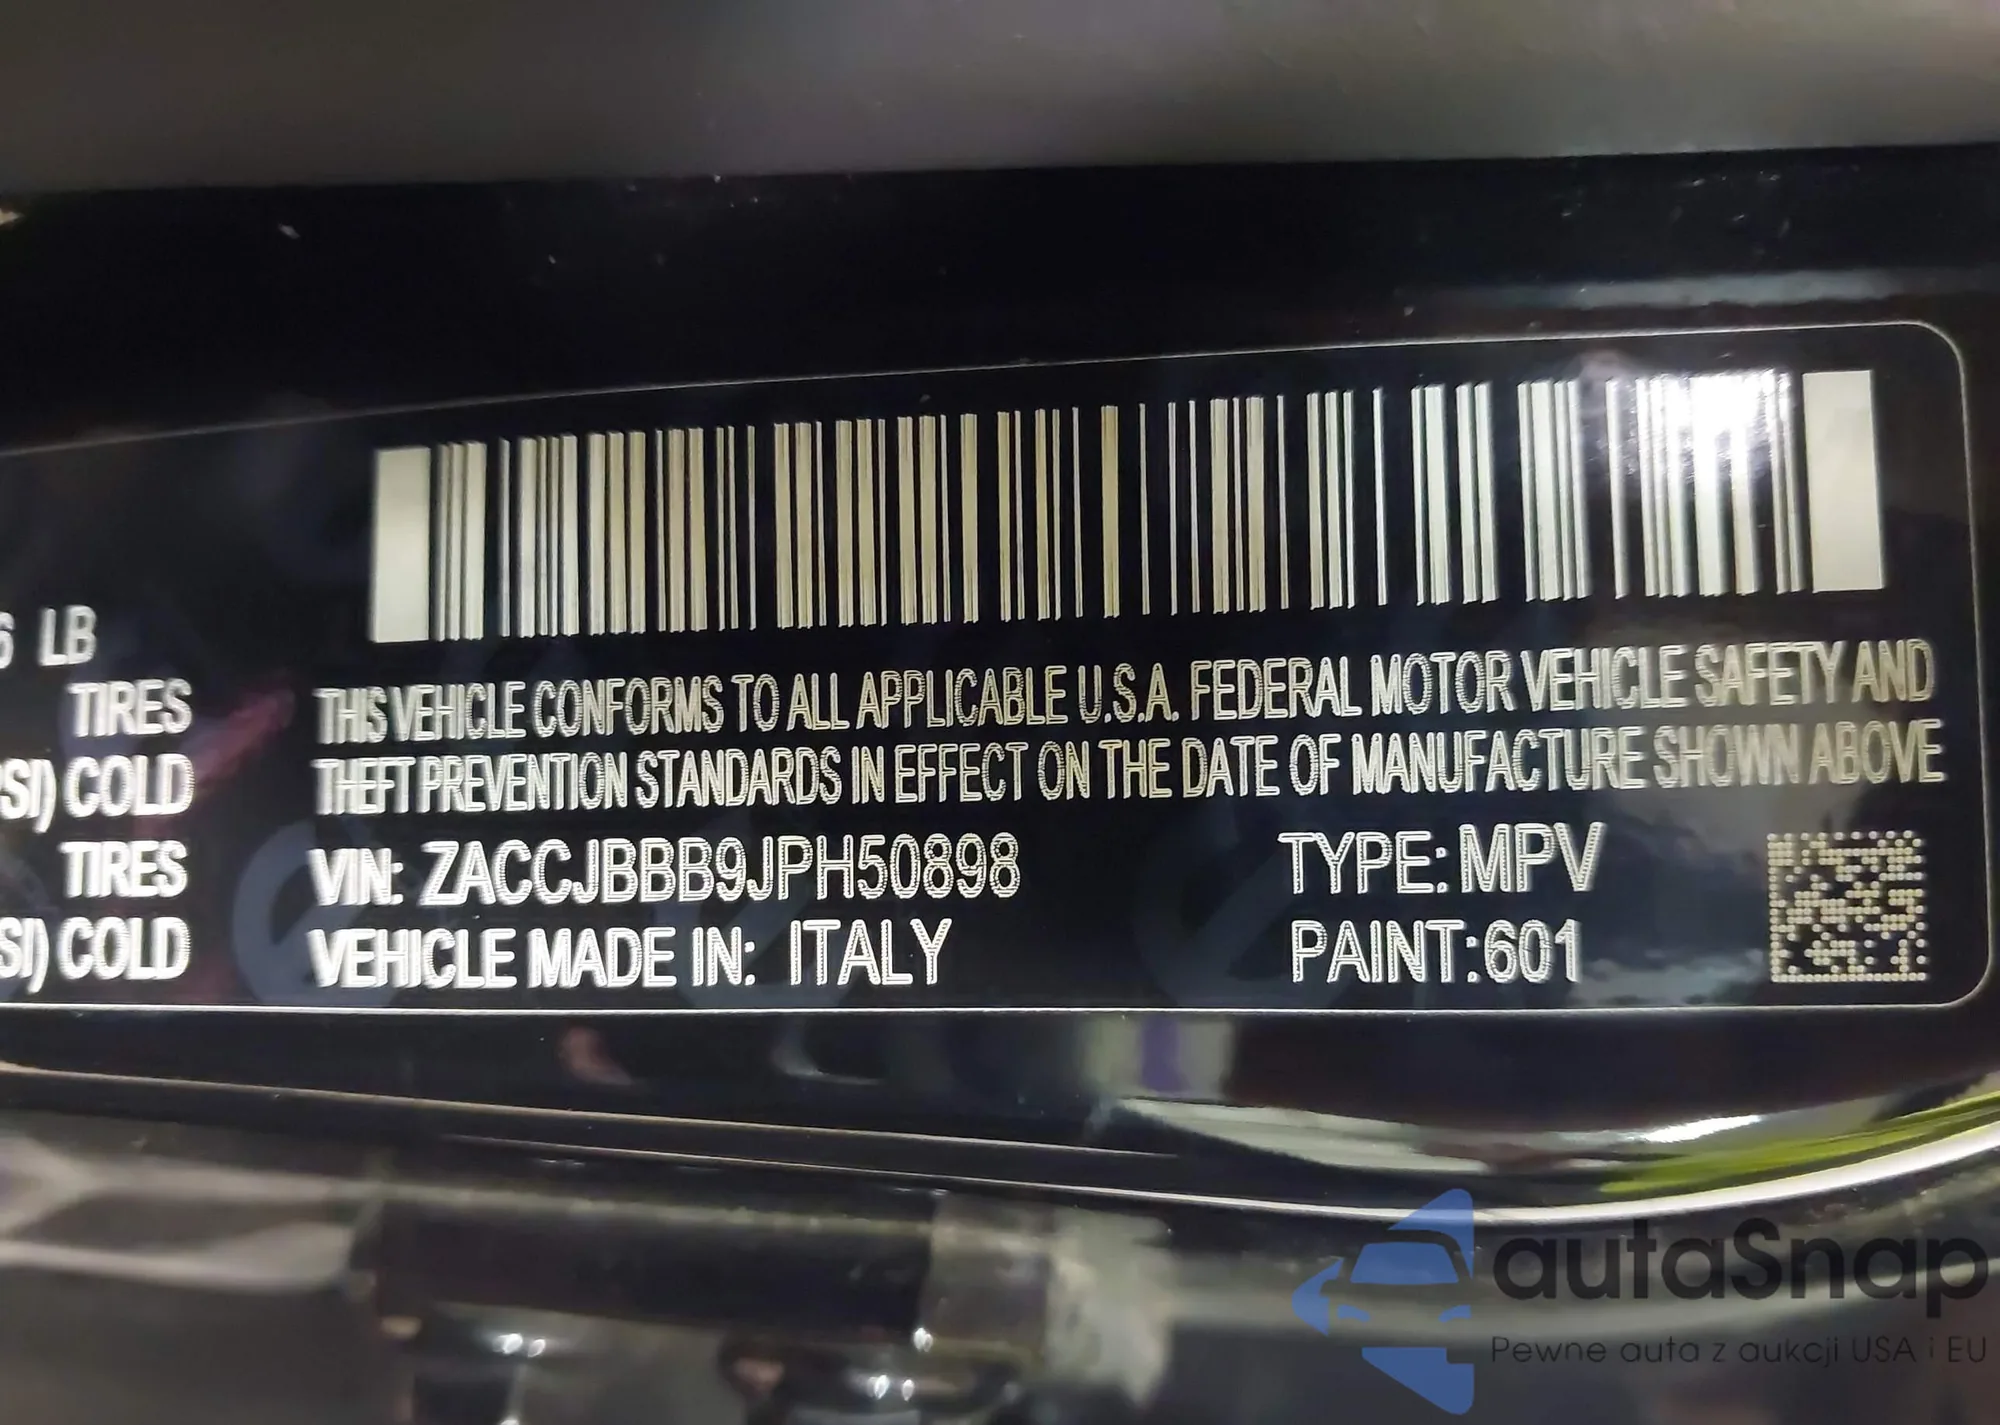 6 LB
TIRES
SI) COLD
TIRES
SI) COLD
THIS VEHICLE CONFORMS TO ALL APPLICABLE U.S.A. FEDERAL MOTOR VEHICLE SAFETY AND
THEFT PREVENTION STANDARDS IN EFFECT ON THE DATE OF MANUFACTURE SHOWN ABOVE
VIN: ZACCJBBB9JPH50898
TYPE: MPV
VEHICLE MADE IN: ITALY
PAINT: 601
autaSnap
Pewne auta z aukcji USA i EU